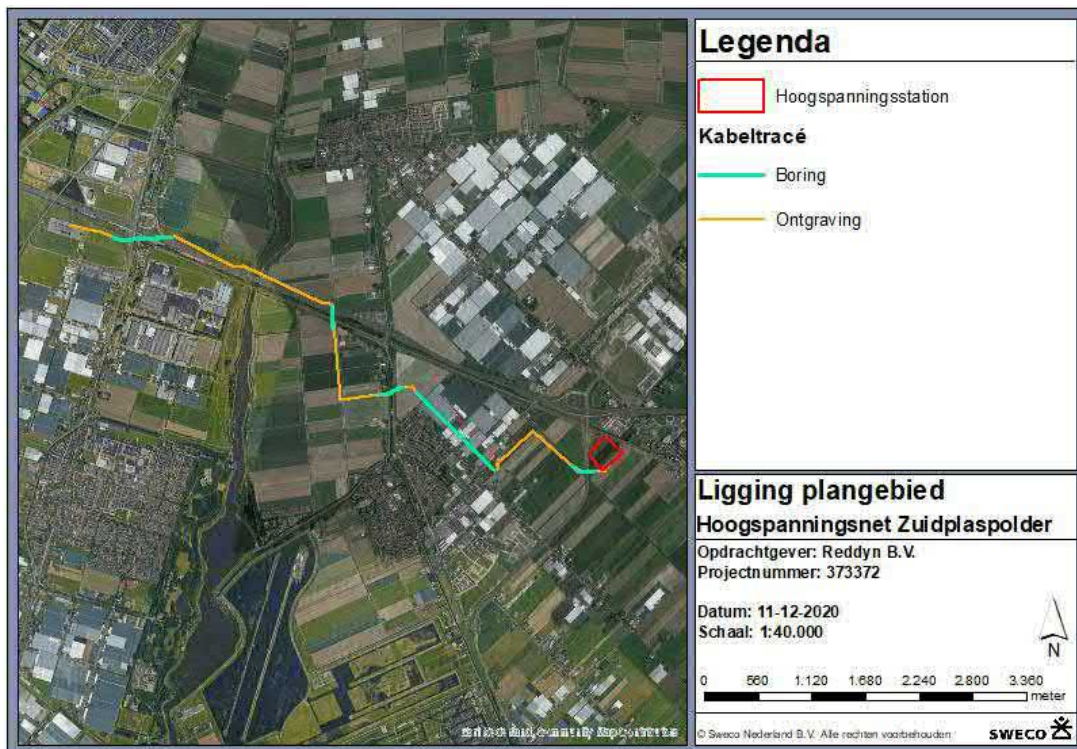 Legenda
Hoogspanningsstation
Kabeltracé
Boring
Ontgraving
Ligging plangebied
Hoogspanningsnet Zuidplaspolder
Opdrachtgever: Reddyn B.V.
Projectnummer: 373372
Datum: 11-12-2020
Schaal: 1:40.000
N
0 560 1.120 1.680 2.240 2.800 3.360
meter
© Sweco Nederland B.V. Alle rechten voorbehouden
SWECO